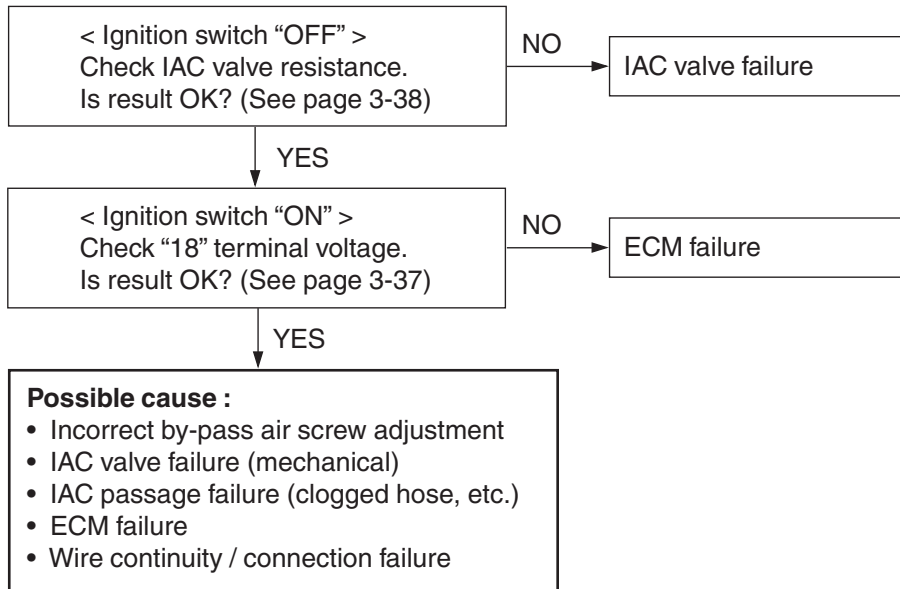 < Ignition switch “OFF” >
Check IAC valve resistance.
Is result OK? (See page 3-38)
NO
IAC valve failure
YES
< Ignition switch “ON” >
Check “18” terminal voltage.
Is result OK? (See page 3-37)
NO
ECM failure
YES
Possible cause :
• Incorrect by-pass air screw adjustment
• IAC valve failure (mechanical)
• IAC passage failure (clogged hose, etc.)
• ECM failure
• Wire continuity / connection failure